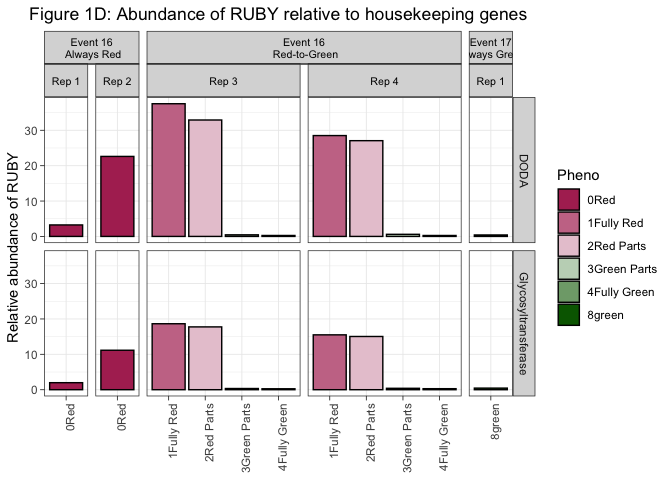 Figure 1D: Abundance of RUBY relative to housekeeping genes
Event 16
Always Red
Event 16
Red-to-Green
Event 17
ways Gre
Rep 1
Rep 2
Rep 3
Rep 4
Rep 1
Relative abundance of RUBY
30
20
10
0
DODA
30
20
10
0
Glycosyltransferase
0Red
0Red
1Fully Red
2Red Parts
3Green Parts
4Fully Green
1Fully Red
2Red Parts
3Green Parts
4Fully Green
8green
Pheno
0Red
1Fully Red
2Red Parts
3Green Parts
4Fully Green
8green